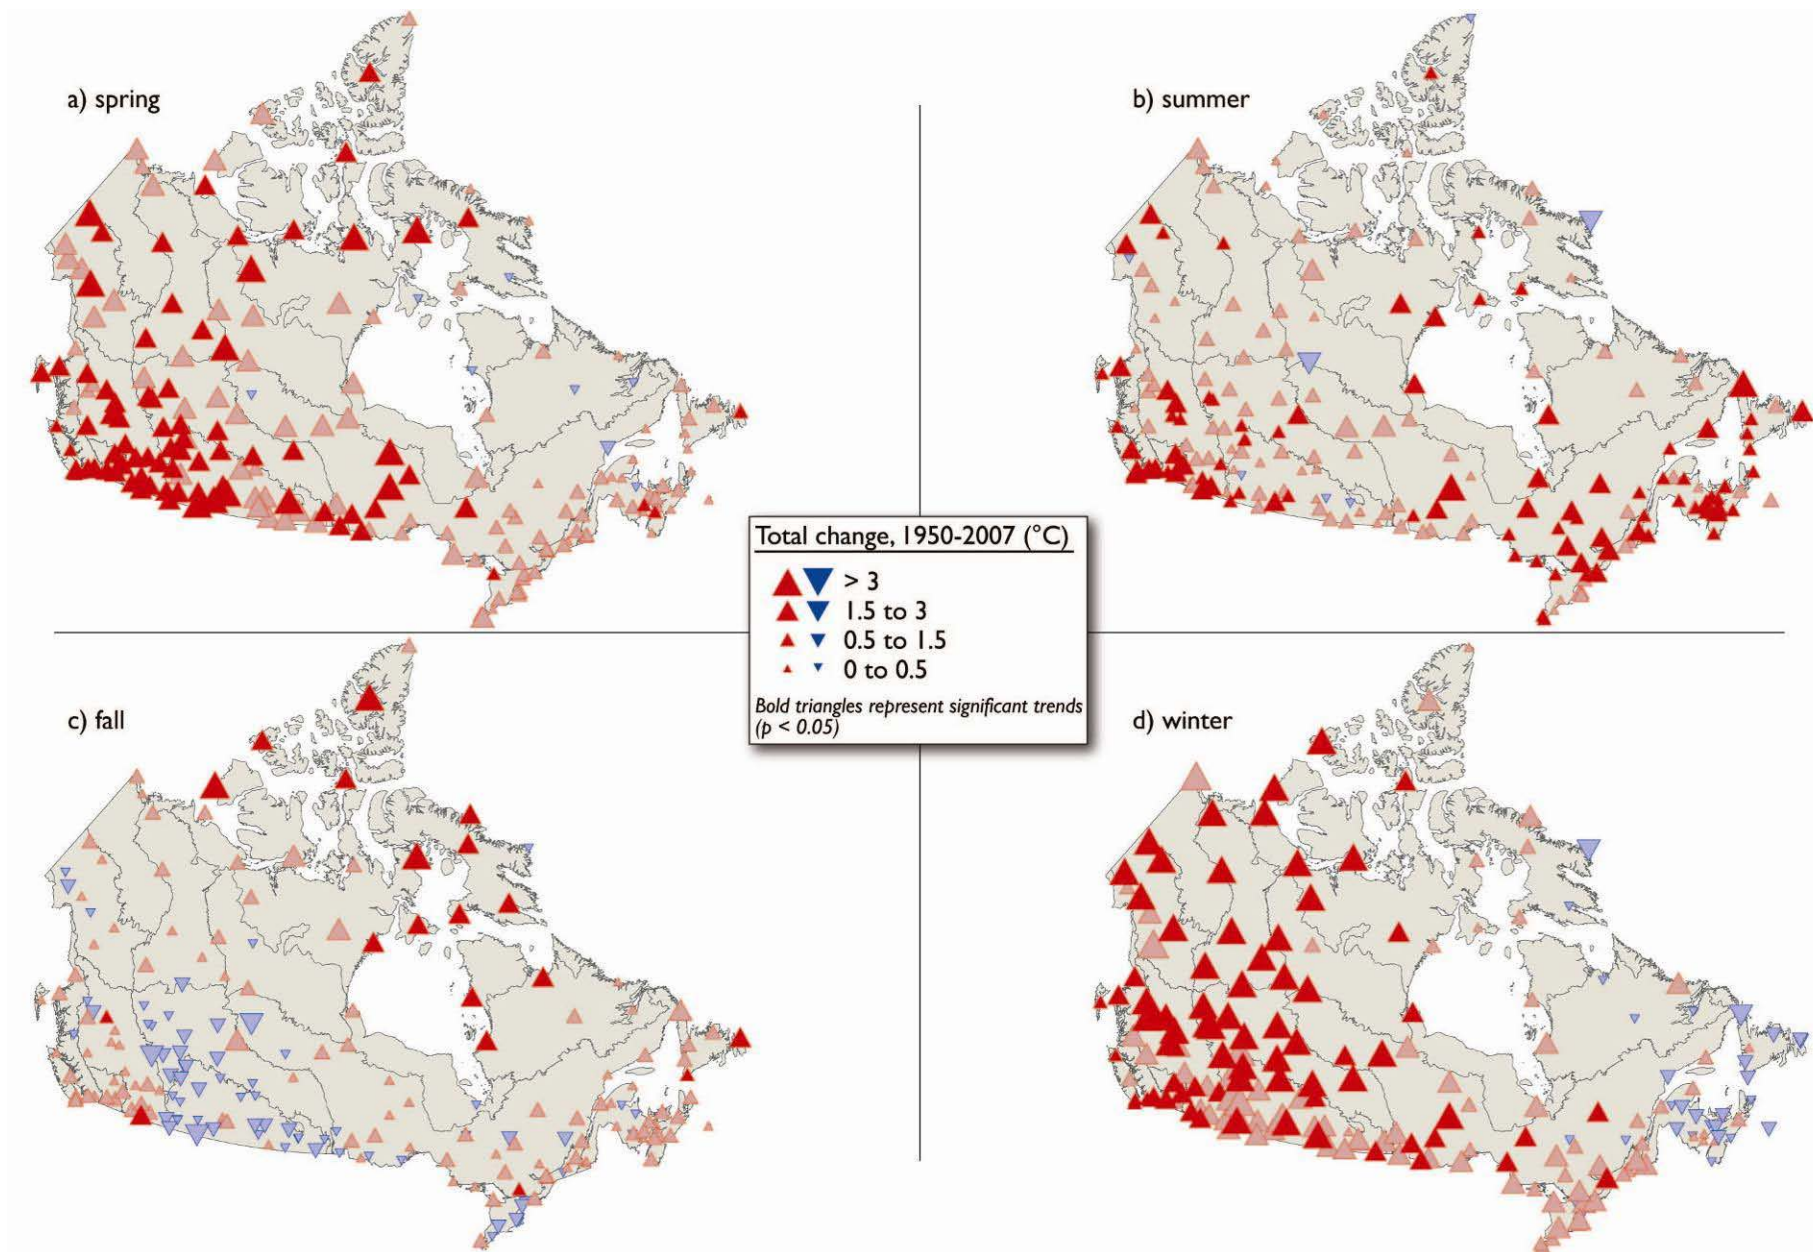 a) spring
b) summer
Total change, 1950-2007 (°C)
> 3
1.5 to 3
0.5 to 1.5
0 to 0.5
Bold triangles represent significant trends
(p < 0.05)
c) fall
d) winter